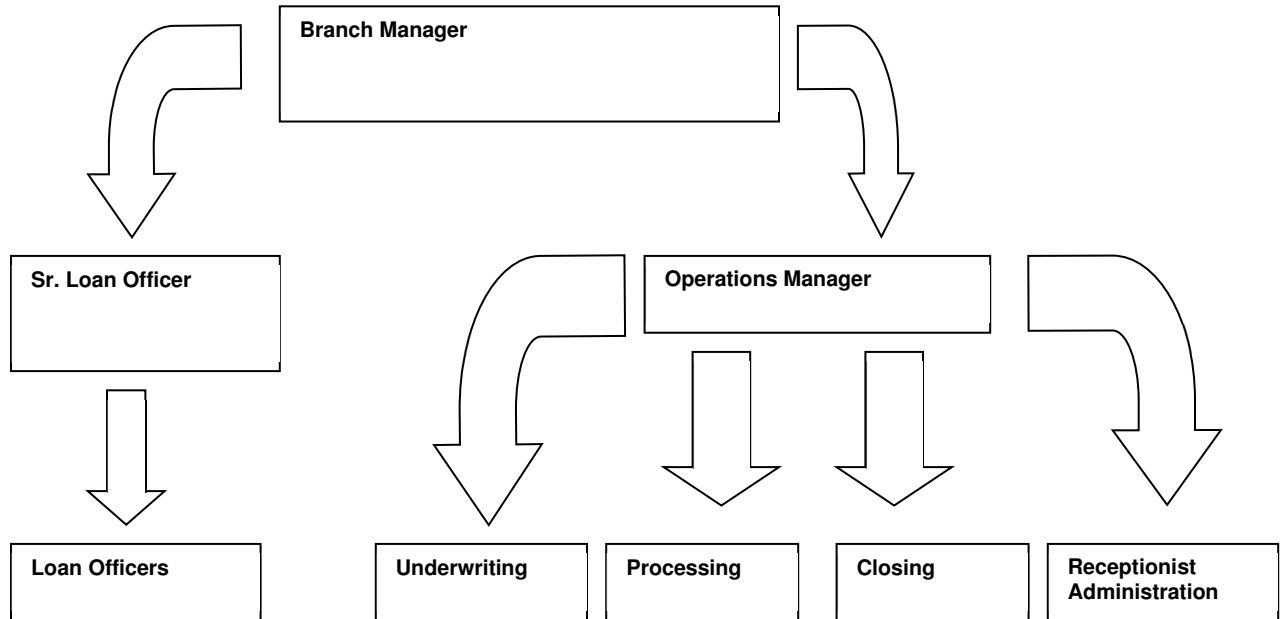 Branch Manager
Sr. Loan Officer
Operations Manager
Loan Officers
Underwriting
Processing
Closing
Receptionist
Administration